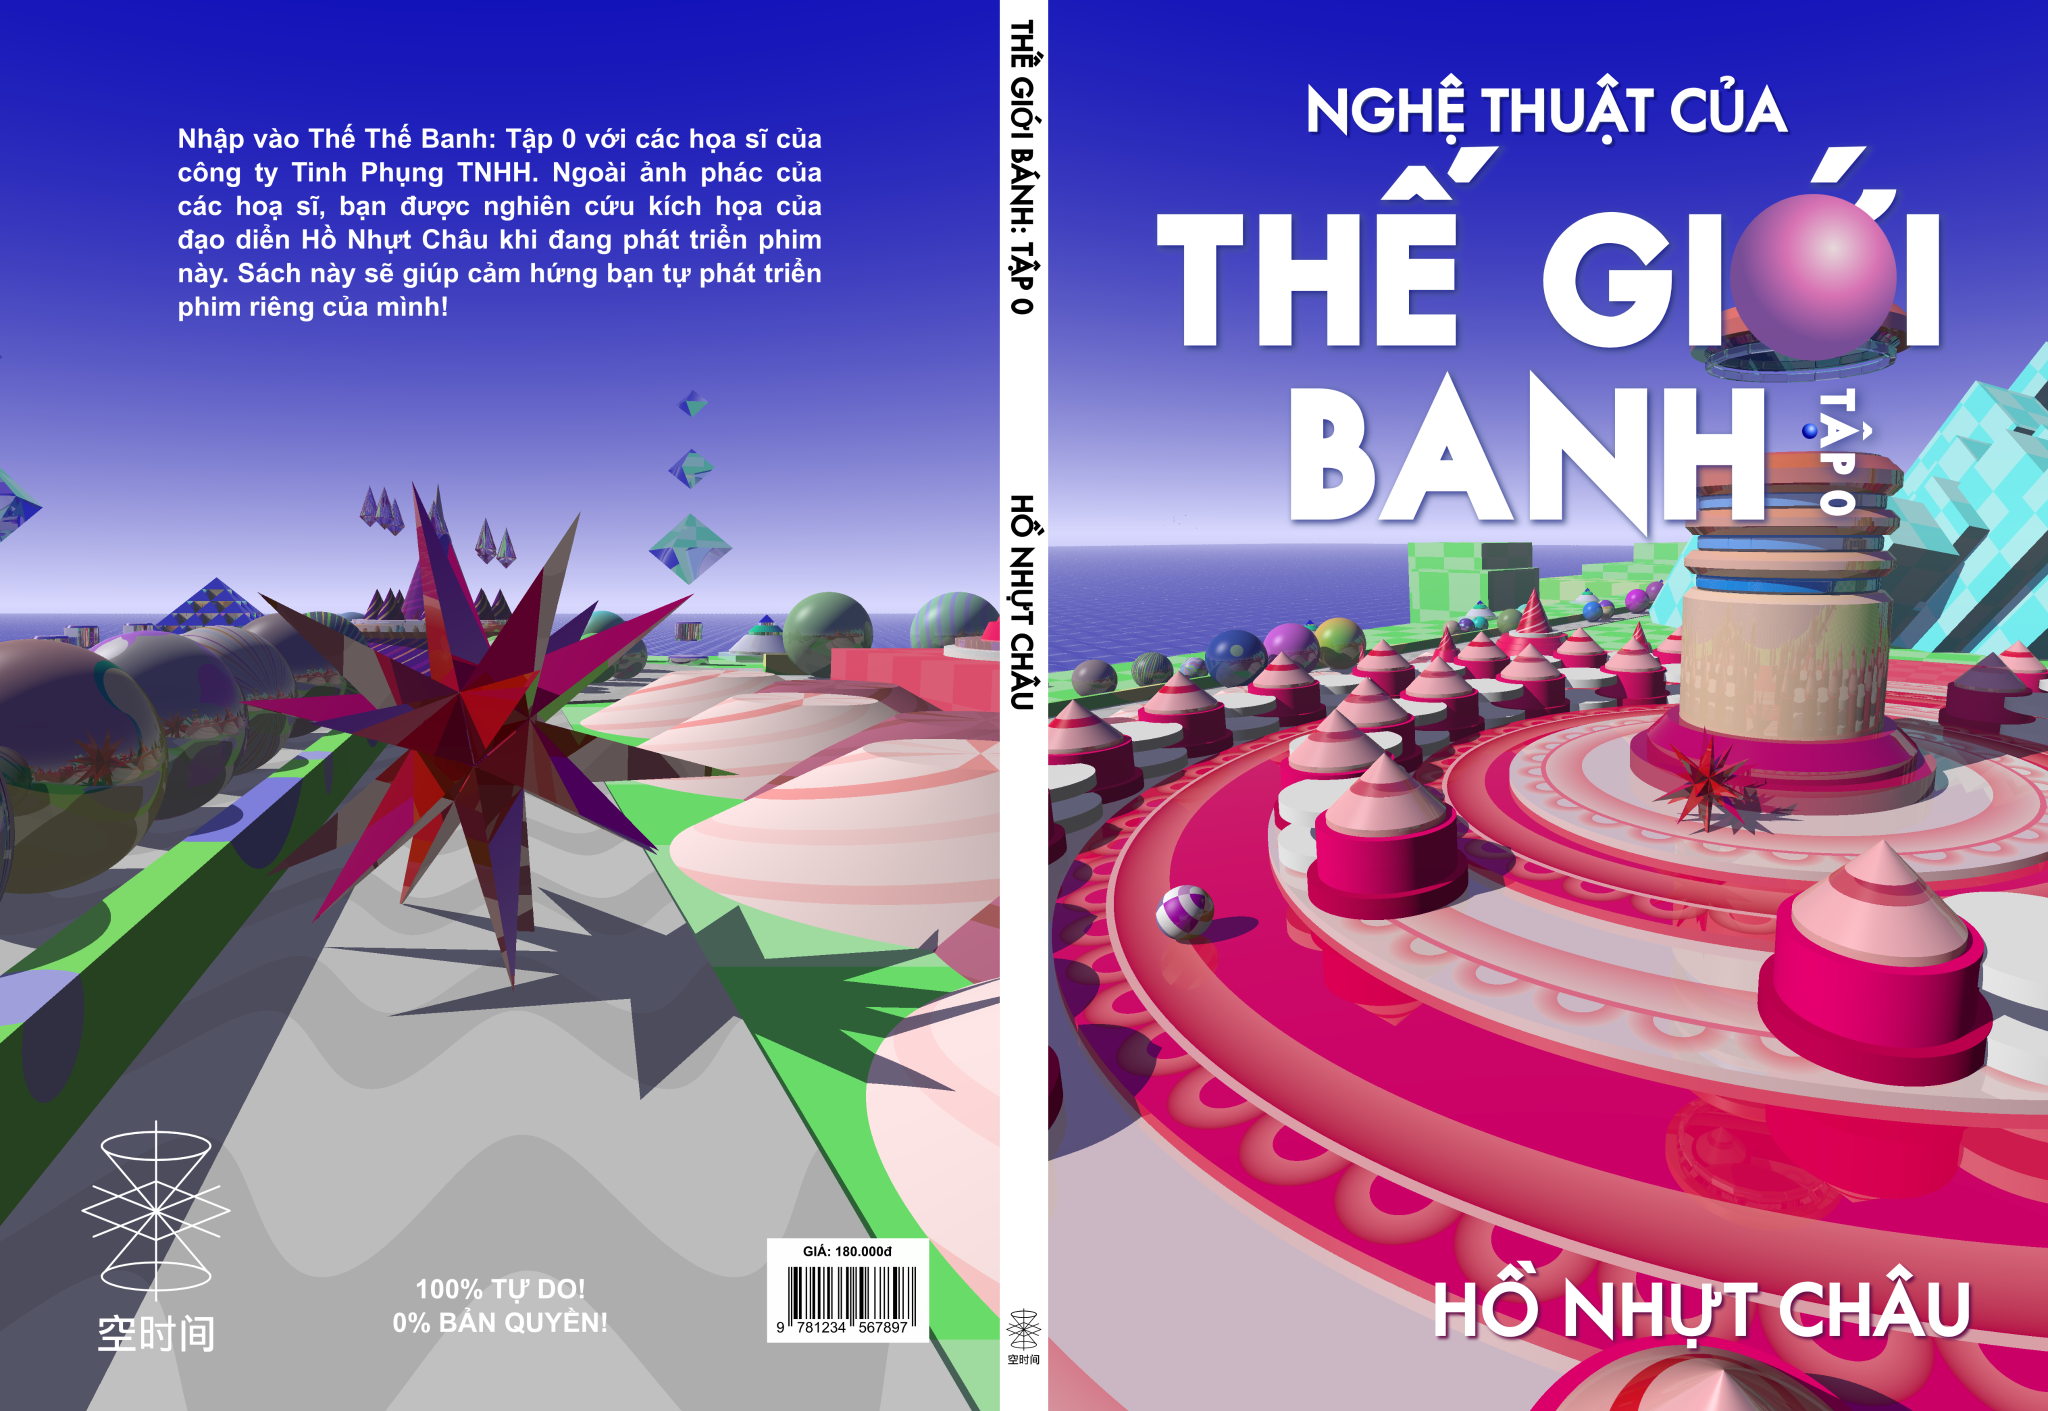 Nhập vào Thế Thế Banh: Tập 0 với các họa sĩ của
công ty Tinh Phụng TNHH. Ngoài ảnh phác của
các hoạ sĩ, bạn được nghiên cứu kích họa của
đạo diển Hồ Nhựt Châu khi đang phát triển phim
này. Sách này sẽ giúp cảm hứng bạn tự phát triển
phim riêng của mình!
空时间
100% TỰ DO!
0% BẢN QUYỀN!
GIÁ: 180.000đ
9 781234 567897
THẾ GIỚI BÁNH: TẬP 0
HỒ NHỰT CHÂU
空时间
NGHỆ THUẬT CỦA
THẾ GIỚI
BANH
TẬP 0
HỒ NHỰT CHÂU